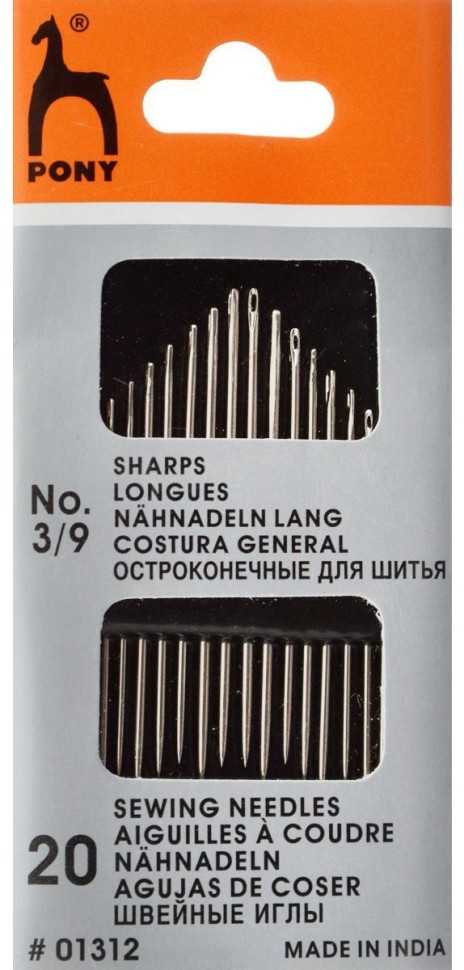 ®
PONY
No.
3/9
SHARPS
LONGUES
NÄHNADELN LANG
COSTURA GENERAL
ОСТРОКОНЕЧНЫЕ ДЛЯ ШИТЬЯ
20
SEWING NEEDLES
AIGUILLES À COUDRE
NÄHNADELN
AGUJAS DE COSER
ШВЕЙНЫЕ ИГЛЫ
# 01312
MADE IN INDIA